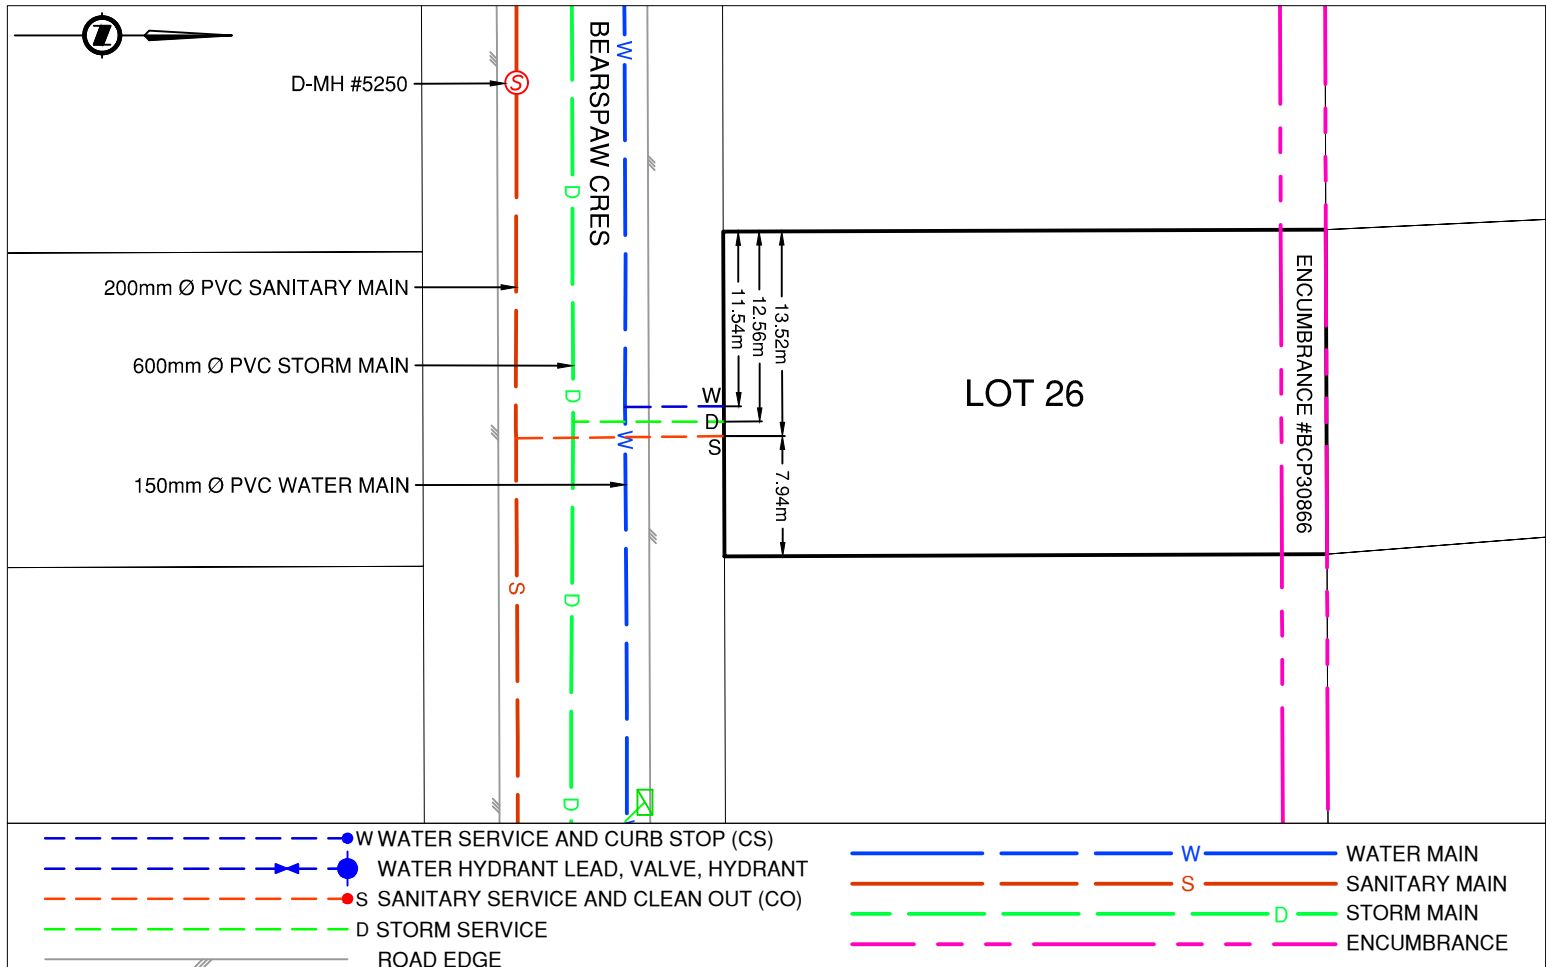 Z
D-MH #5250
S
W
BEARSPAW CRES
D
200mm Ø PVC SANITARY MAIN
600mm Ø PVC STORM MAIN
150mm Ø PVC WATER MAIN
11.54m
12.56m
13.52m
7.94m
D
W
W
D
S
LOT 26
ENCUMBRANCE #BCP30866
S
D
D
W WATER SERVICE AND CURB STOP (CS)
WATER HYDRANT LEAD, VALVE, HYDRANT
S SANITARY SERVICE AND CLEAN OUT (CO)
D STORM SERVICE
ROAD EDGE
W WATER MAIN
S SANITARY MAIN
D STORM MAIN
ENCUMBRANCE